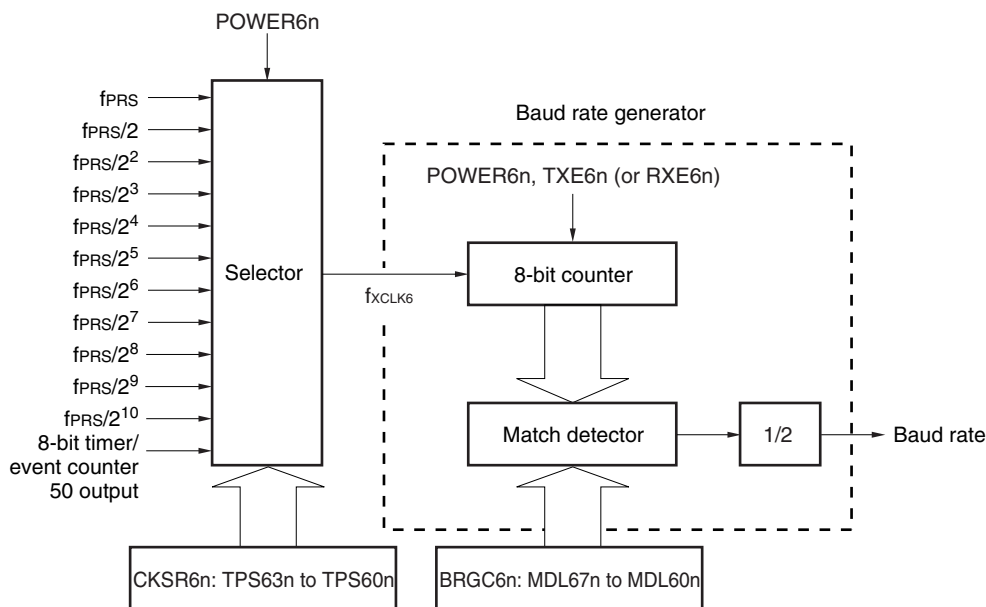 POWER6n
fPRS
fPRS/2
fPRS/2²
fPRS/2³
fPRS/2⁴
fPRS/2⁵
fPRS/2⁶
fPRS/2⁷
fPRS/2⁸
fPRS/2⁹
fPRS/2¹⁰
8-bit timer/
event counter
50 output
Selector
fXCLK6
Baud rate generator
POWER6n, TXE6n (or RXE6n)
8-bit counter
Match detector
1/2
Baud rate
CKSR6n: TPS63n to TPS60n
BRGC6n: MDL67n to MDL60n